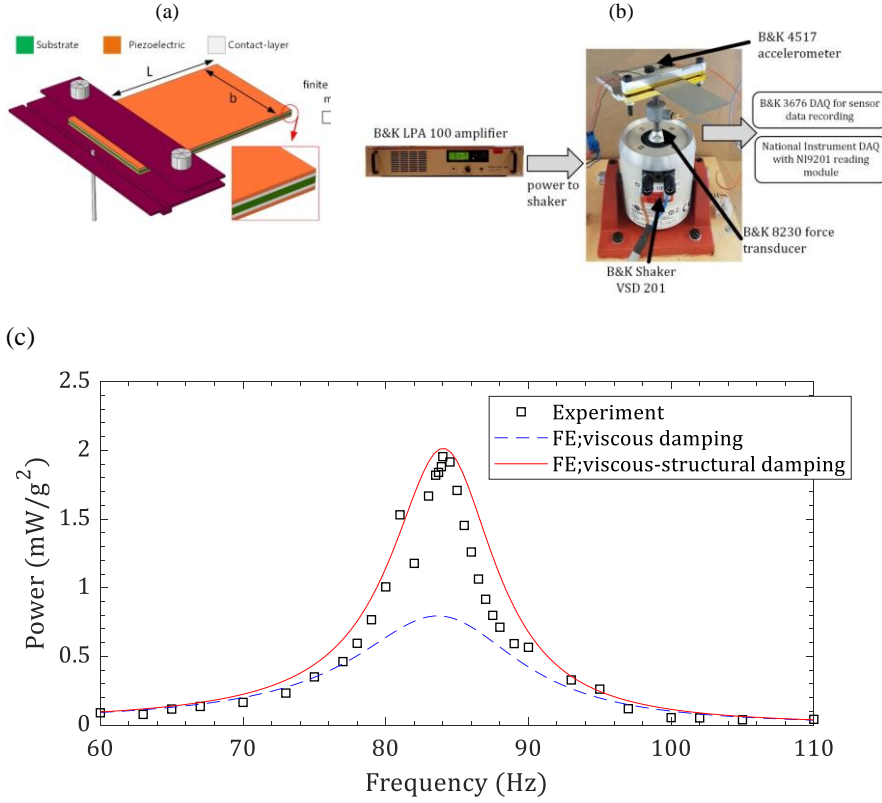 (a)
Substrate
Piezoelectric
Contact-layer
L
b
finite
m
(b)
B&K 4517
accelerometer
B&K LPA 100 amplifier
power to
shaker
B&K 3676 DAQ for sensor
data recording
National Instrument DAQ
with NI9201 reading
module
B&K 8230 force
transducer
B&K Shaker
VSD 201
(c)
Power (mW/g²)
2.5
2
1.5
1
0.5
0
Experiment
FE;viscous damping
FE;viscous-structural damping
60 70 80 90 100 110
Frequency (Hz)